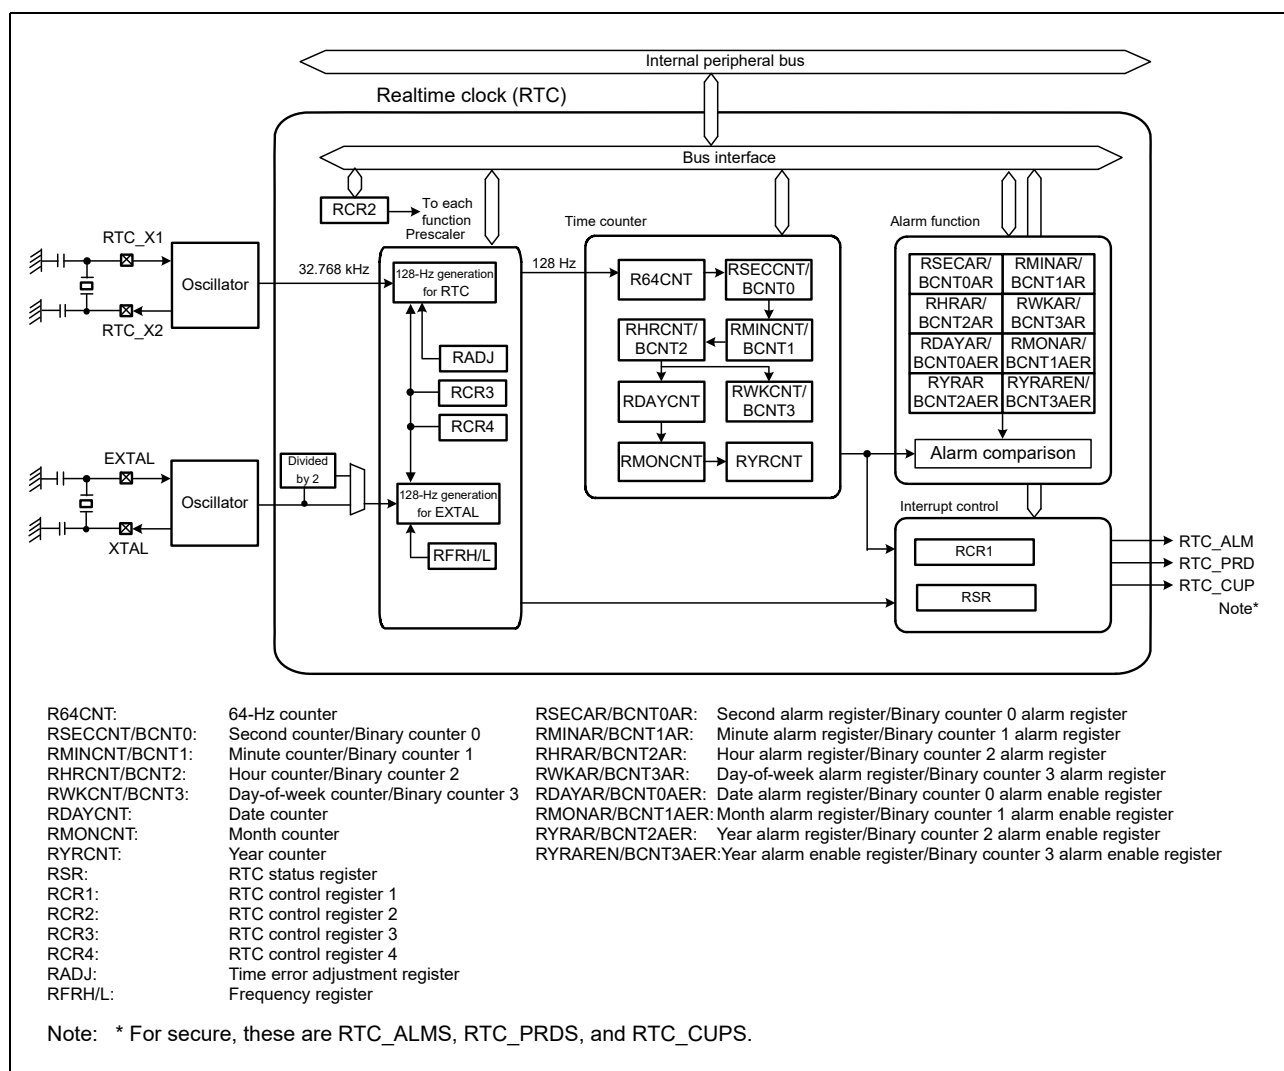 Internal peripheral bus
Realtime clock (RTC)
Bus interface
RCR2
To each
function
Prescaler
Time counter
Alarm function
RTC_X1
RTC_X2
Oscillator
32.768 kHz
128-Hz generation
for RTC
128 Hz
RADJ
RCR3
RCR4
R64CNT
RSECCNT/
BCNT0
RHRCNT/
BCNT2
RMINCNT/
BCNT1
RDAYCNT
RWKCNT/
BCNT3
RMONCNT
RYRCNT
RSECAR/
BCNT0AR
RMINAR/
BCNT1AR
RHRAR/
BCNT2AR
RWKAR/
BCNT3AR
RDAYAR/
BCNT0AER
RMONAR/
BCNT1AER
RYRAR
BCNT2AER
RYRAREN/
BCNT3AER
Alarm comparison
EXTAL
XTAL
Oscillator
Divided
by 2
128-Hz generation
for EXTAL
RFRH/L
Interrupt control
RCR1
RSR
RTC_ALM
RTC_PRD
RTC_CUP
Note*
R64CNT: 64-Hz counter
RSECCNT/BCNT0: Second counter/Binary counter 0
RMINCNT/BCNT1: Minute counter/Binary counter 1
RHRCNT/BCNT2: Hour counter/Binary counter 2
RWKCNT/BCNT3: Day-of-week counter/Binary counter 3
RDAYCNT: Date counter
RMONCNT: Month counter
RYRCNT: Year counter
RSR: RTC status register
RCR1: RTC control register 1
RCR2: RTC control register 2
RCR3: RTC control register 3
RCR4: RTC control register 4
RADJ: Time error adjustment register
RFRH/L: Frequency register
RSECAR/BCNT0AR: Second alarm register/Binary counter 0 alarm register
RMINAR/BCNT1AR: Minute alarm register/Binary counter 1 alarm register
RHRAR/BCNT2AR: Hour alarm register/Binary counter 2 alarm register
RWKAR/BCNT3AR: Day-of-week alarm register/Binary counter 3 alarm register
RDAYAR/BCNT0AER: Date alarm register/Binary counter 0 alarm enable register
RMONAR/BCNT1AER: Month alarm register/Binary counter 1 alarm enable register
RYRAR/BCNT2AER: Year alarm register/Binary counter 2 alarm enable register
RYRAREN/BCNT3AER: Year alarm enable register/Binary counter 3 alarm enable register
Note: * For secure, these are RTC_ALMS, RTC_PRDS, and RTC_CUPS.